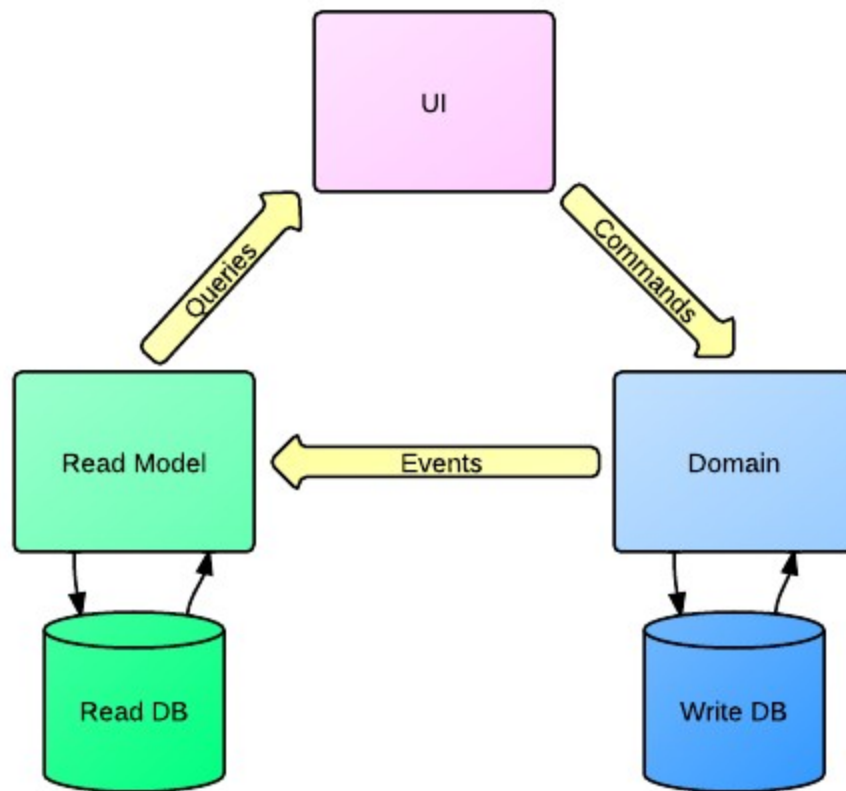 UI
Queries
Commands
Read Model
Events
Domain
Read DB
Write DB